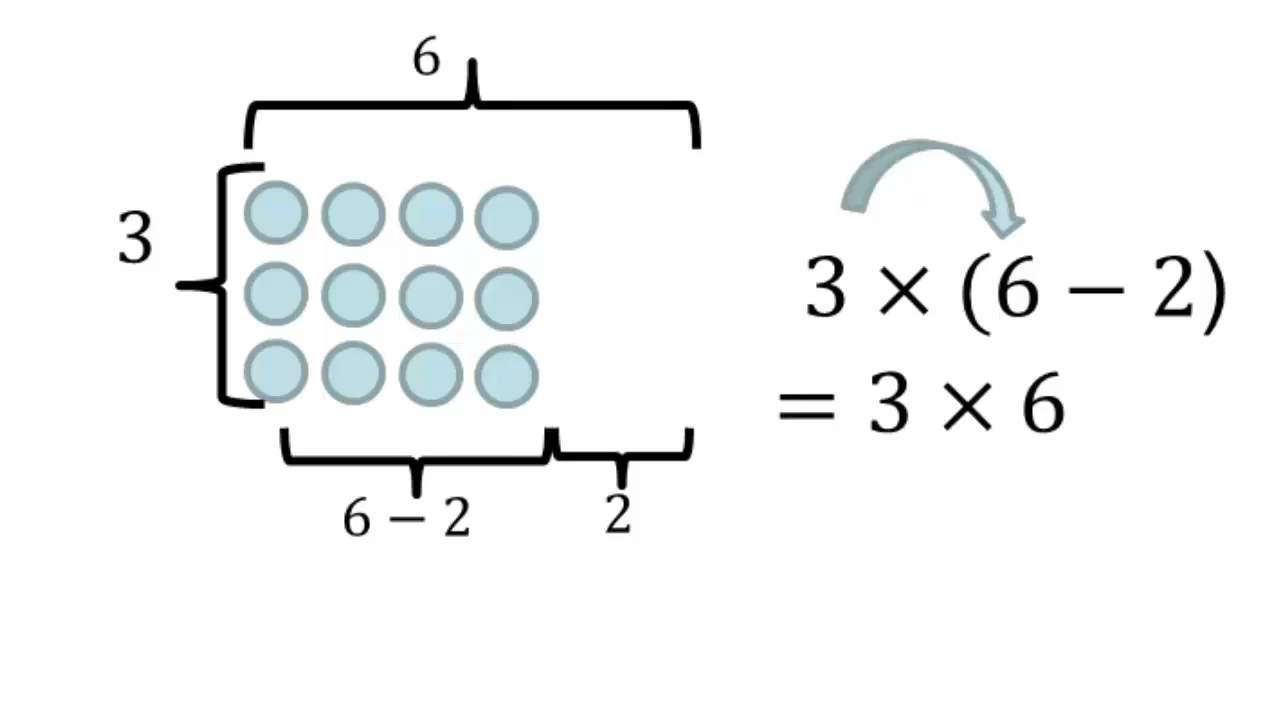 6
3
3 × (6 − 2)
= 3 × 6
6 − 2
2